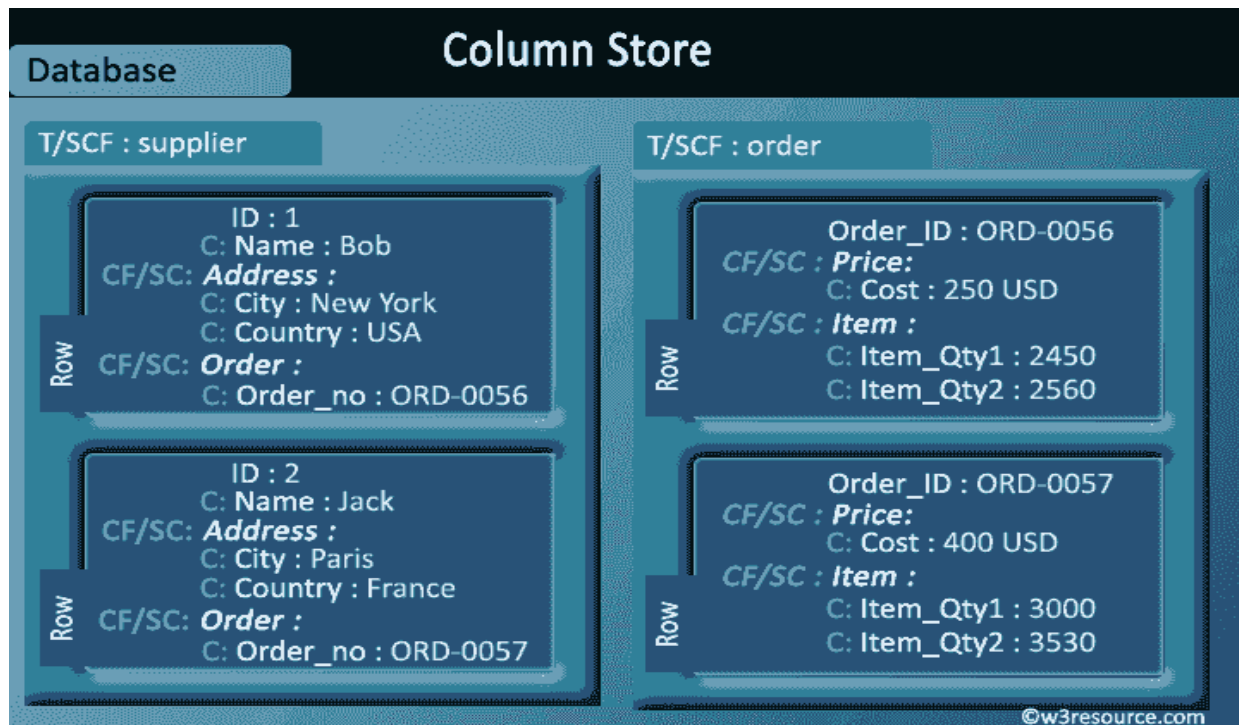 Column Store
Database
T/SCF : supplier
ID : 1
C: Name : Bob
CF/SC: Address :
C: City : New York
C: Country : USA
CF/SC: Order :
C: Order_no : ORD-0056
Row
ID : 2
C: Name : Jack
CF/SC: Address :
C: City : Paris
C: Country : France
CF/SC: Order :
C: Order_no : ORD-0057
Row
T/SCF : order
Order_ID : ORD-0056
CF/SC : Price:
C: Cost : 250 USD
CF/SC : Item :
C: Item_Qty1 : 2450
C: Item_Qty2 : 2560
Row
Order_ID : ORD-0057
CF/SC : Price:
C: Cost : 400 USD
CF/SC : Item :
C: Item_Qty1 : 3000
C: Item_Qty2 : 3530
Row
©w3resource.com